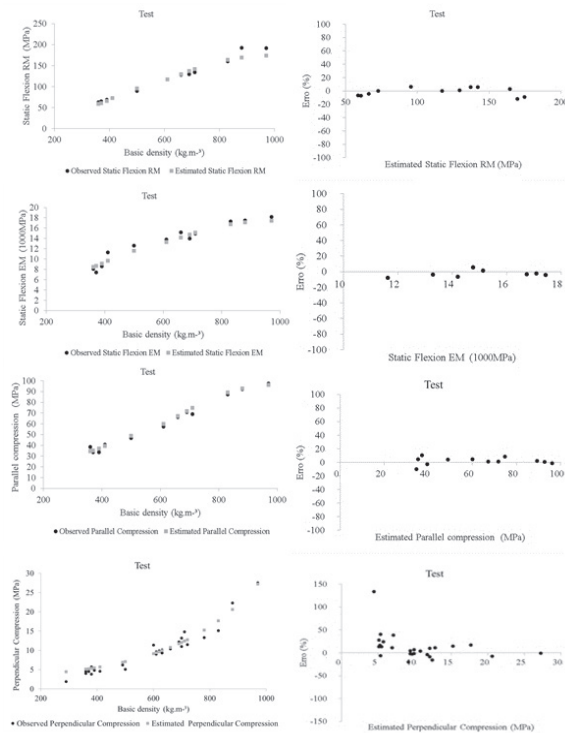 Test
Static Flexion RM (MPa)
250
200
150
100
50
0
200 400 600 800 1000
Basic density (kg.m-³)
Observed Static Flexion RM Estimated Static Flexion RM
Test
Erro (%)
100
80
60
40
20
0
-20
-40
-60
-80
-100
50 100 150 200
Estimated Static Flexion RM (MPa)
Test
Static Flexion EM (1000MPa)
20
18
16
14
12
10
8
6
4
2
0
200 400 600 800 1000
Basic density (kg.m-³)
Observed Static Flexion EM Estimated Static Flexion EM
Erro (%)
100
80
60
40
20
0
-20
-40
-60
-80
-100
10 12 14 16 18
Static Flexion EM (1000MPa)
Test
Parallel compression (MPa)
100
90
80
70
60
50
40
30
20
10
0
200 400 600 800 1000
Basic density (kg.m-³)
Observed Parallel Compression Estimated Parallel Compression
Test
Erro (%)
100
80
60
40
20
0
-20
-40
-60
-80
-100
20 40 60 80 100
Estimated Parallel compression (MPa)
Test
Perpendicular Compression (MPa)
30
25
20
15
10
5
0
200 400 600 800 1000
Basic density (kg.m-³)
Observed Perpendicular Compression Estimated Perpendicular Compression
Test
Erro (%)
150
100
50
0
-50
-100
-150
5 10 15 20 25 30
Estimated Perpendicular Compression (MPa)